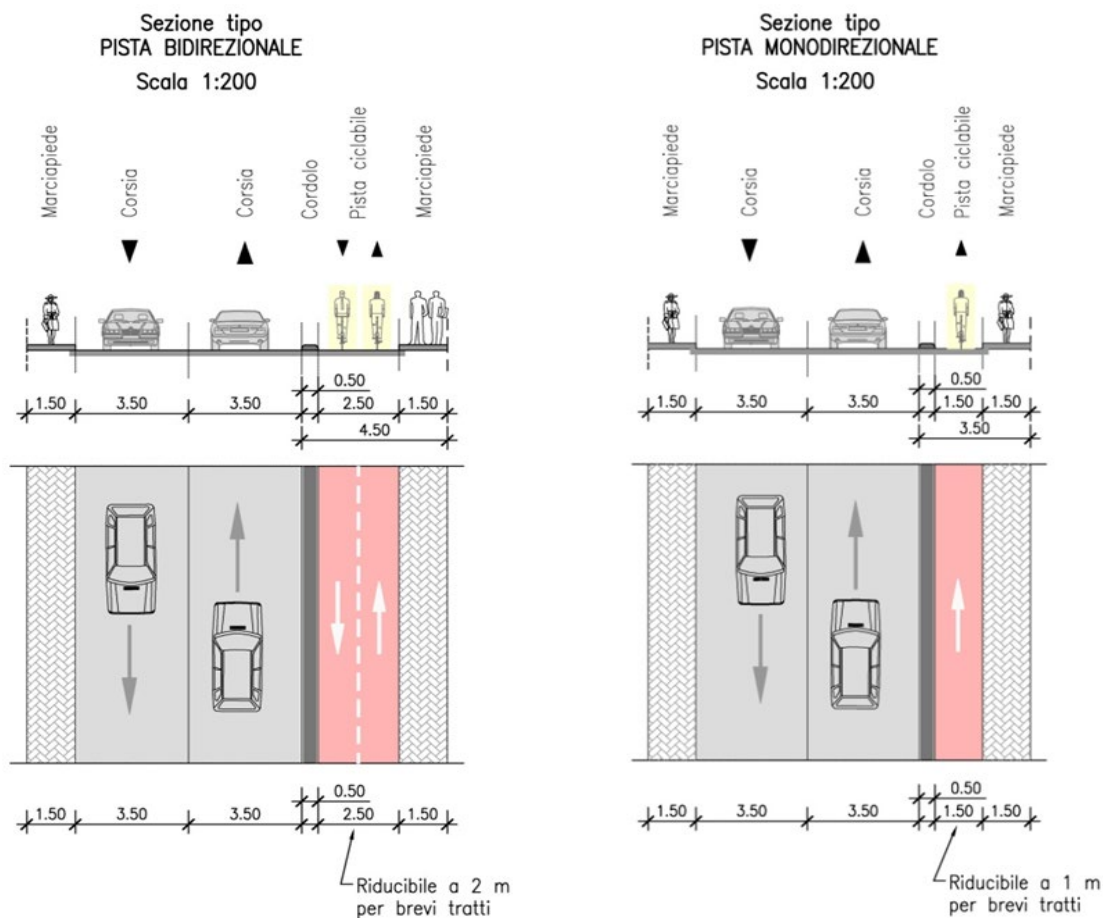 Sezione tipo
PISTA BIDIREZIONALE
Scala 1:200
Marciapiede
Corsia
Corsia
Cordolo
Pista ciclabile
Marciapiede
0.50
1.50 3.50 3.50 2.50 1.50
4.50
0.50
1.50 3.50 3.50 2.50 1.50
Riducibile a 2 m
per brevi tratti
Sezione tipo
PISTA MONODIREZIONALE
Scala 1:200
Marciapiede
Corsia
Corsia
Cordolo
Pista ciclabile
Marciapiede
0.50
1.50 3.50 3.50 1.50 1.50
3.50
0.50
1.50 3.50 3.50 1.50 1.50
Riducibile a 1 m
per brevi tratti